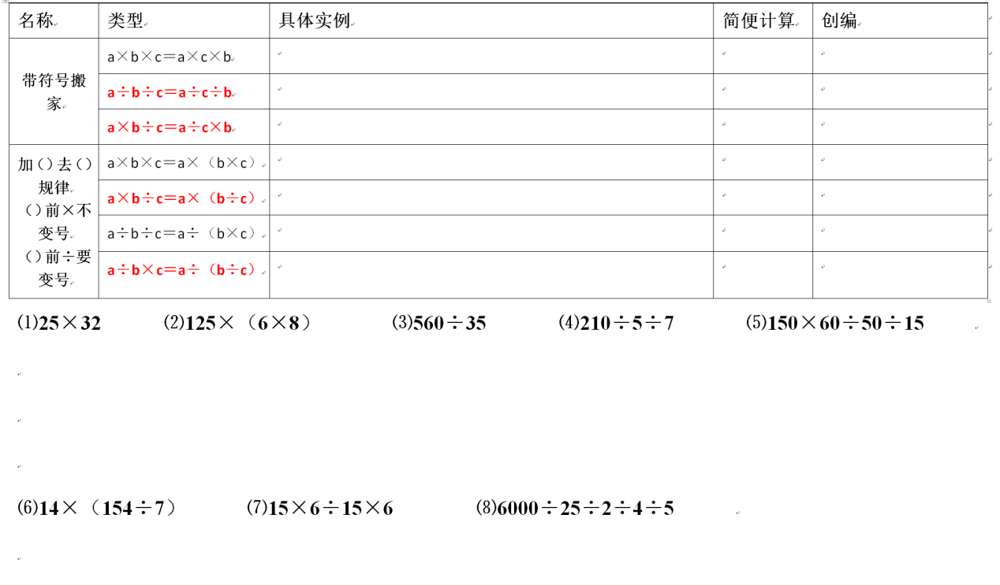 名称 类型 具体实例 简便计算 创编
带符号搬家
a×b×c=a×c×b
a÷b÷c=a÷c÷b
a×b÷c=a÷c×b
加()去()规律
()前×不变号
()前÷要变号
a×b×c=a×（b×c）
a×b÷c=a×（b÷c）
a÷b÷c=a÷（b×c）
a÷b×c=a÷（b÷c）
⑴25×32 ⑵125×（6×8） ⑶560÷35 ⑷210÷5÷7 ⑸150×60÷50÷15
⑹14×（154÷7） ⑺15×6÷15×6 ⑻6000÷25÷2÷4÷5